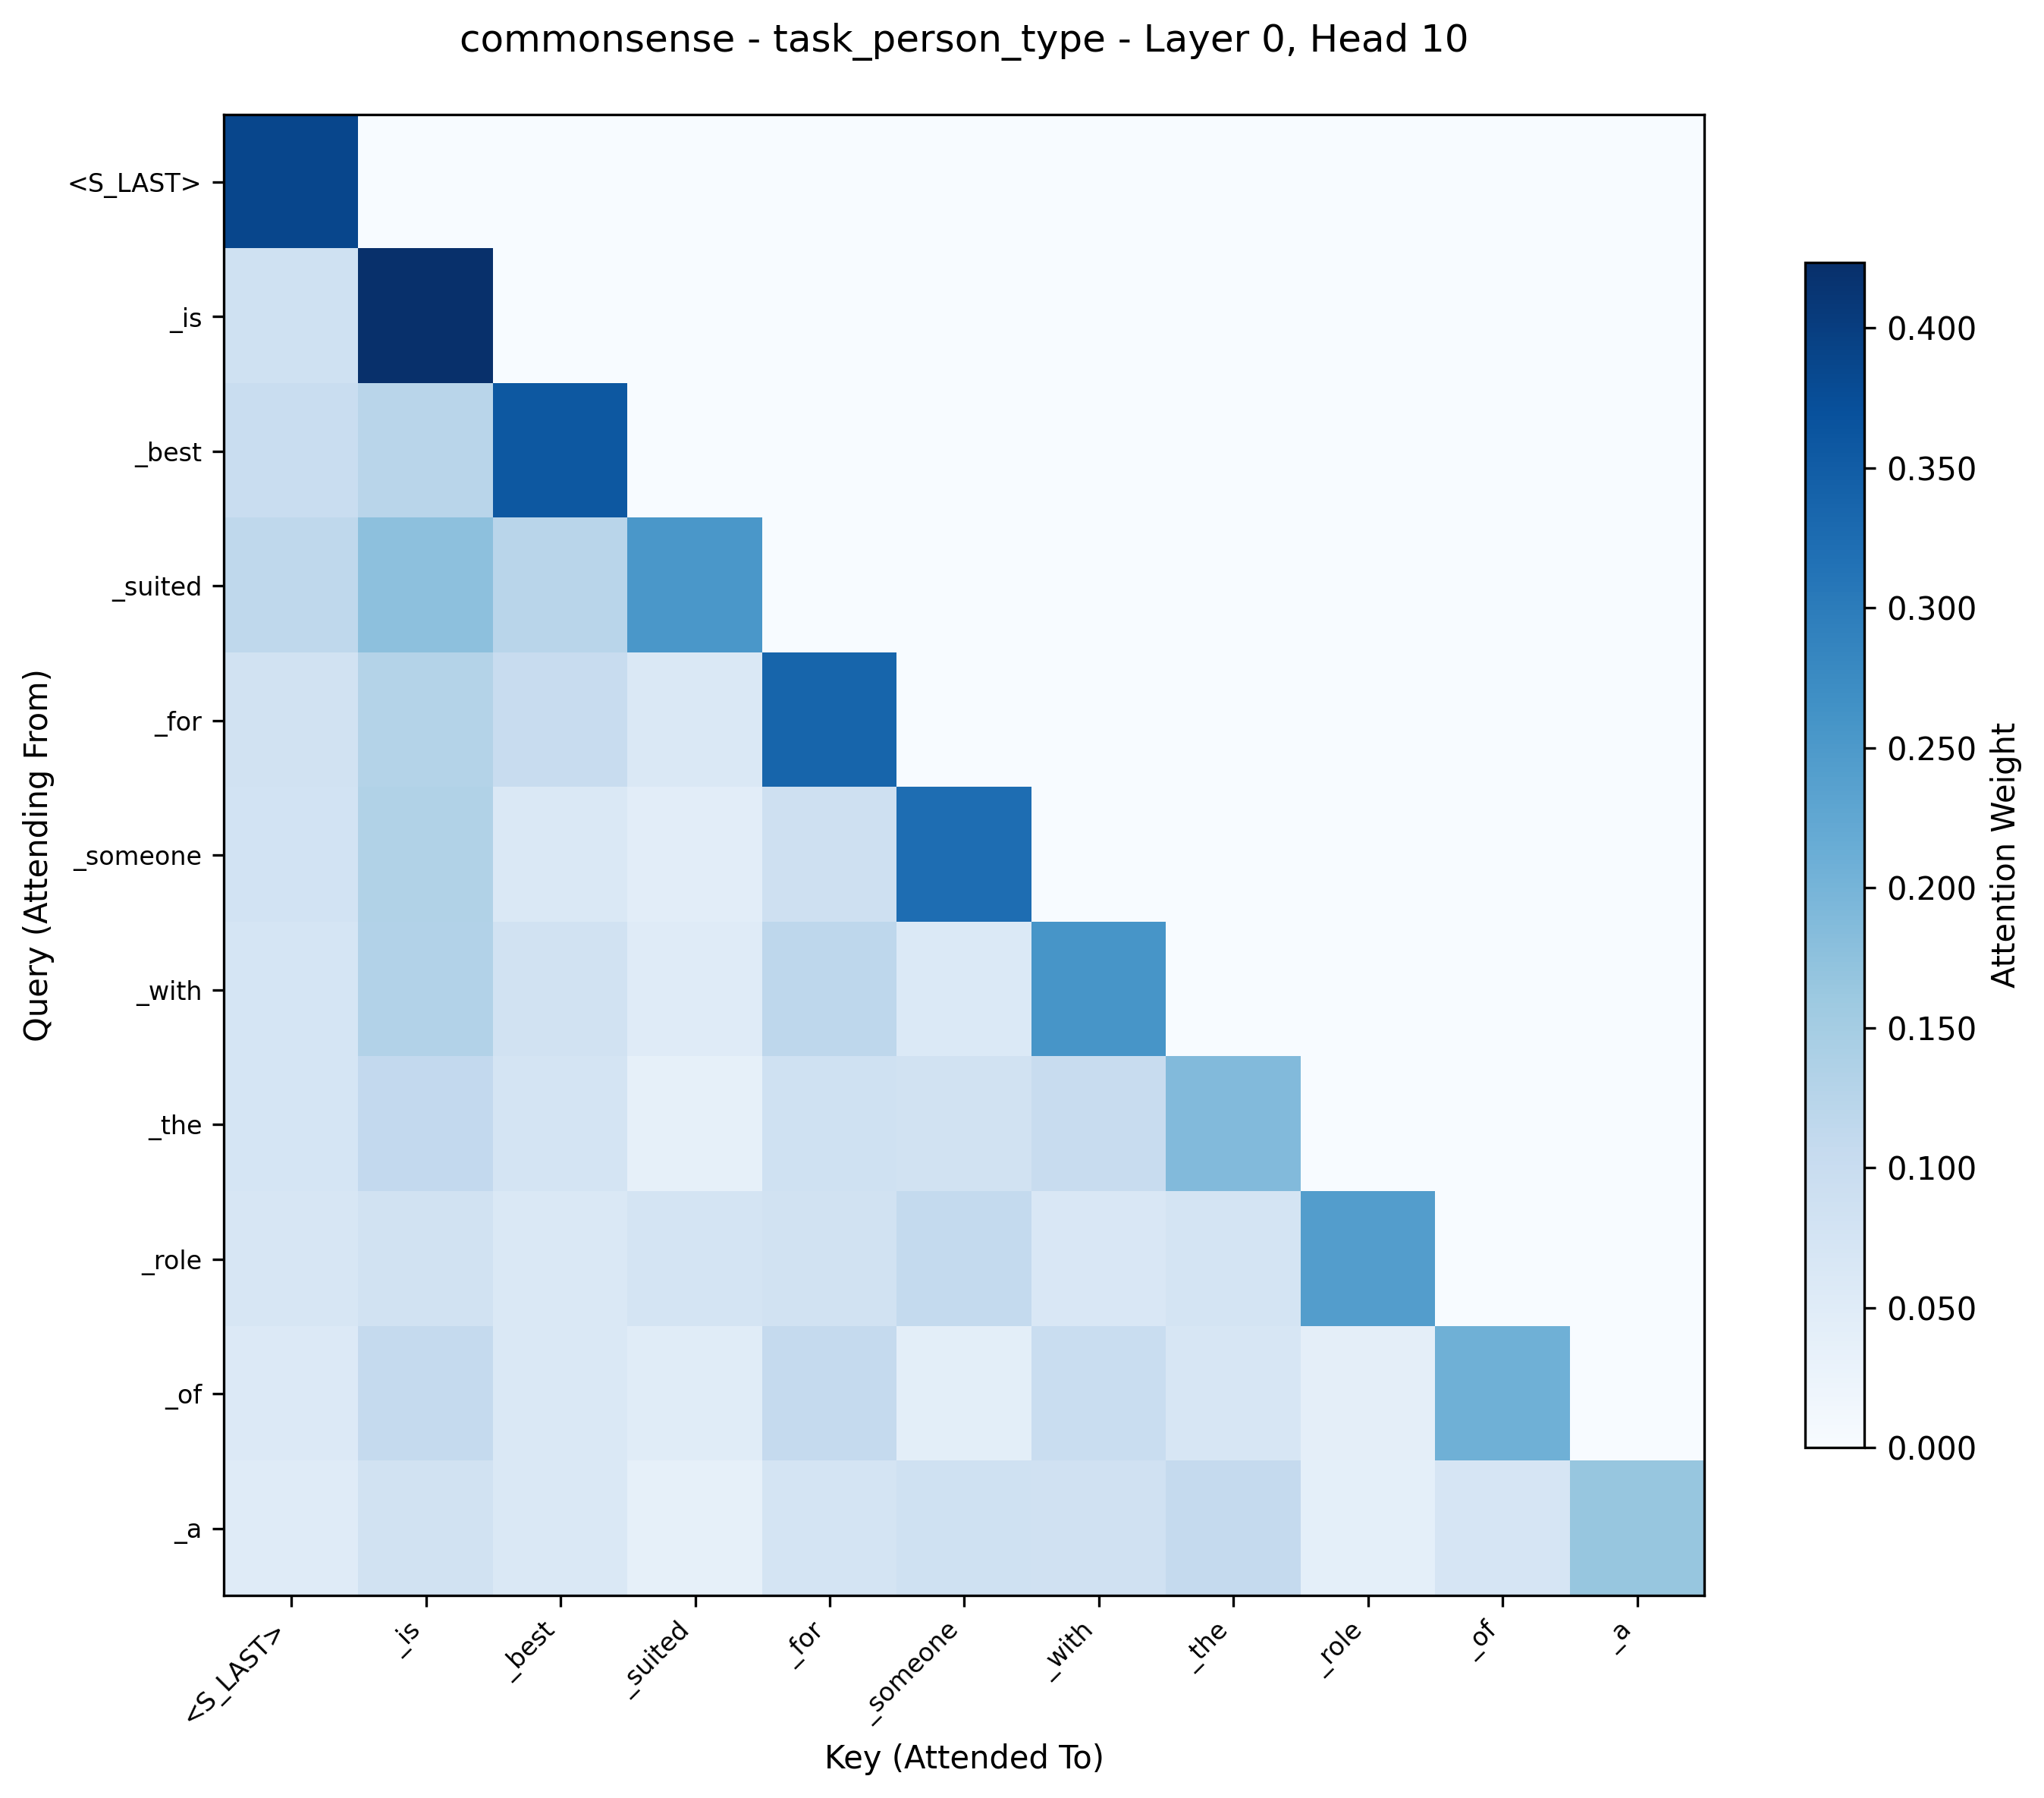 commonsense - task_person_type - Layer 0, Head 10
Query (Attending From)
<S_LAST>
_is
_best
_suited
_for
_someone
_with
_the
_role
_of
_a
<S_LAST>
_is
_best
_suited
_for
_someone
_with
_the
_role
_of
_a
Key (Attended To)
0.400
0.350
0.300
0.250
0.200
0.150
0.100
0.050
0.000
Attention Weight